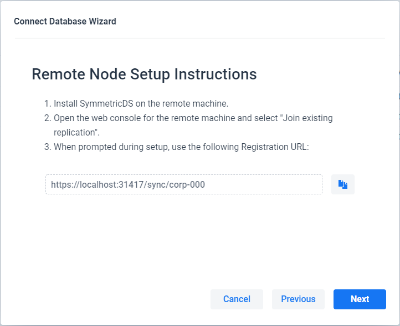 Connect Database Wizard
Remote Node Setup Instructions
1. Install SymmetricDS on the remote machine.
2. Open the web console for the remote machine and select "Join existing
replication".
3. When prompted during setup, use the following Registration URL:
https://localhost:31417/sync/corp-000
Cancel Previous Next